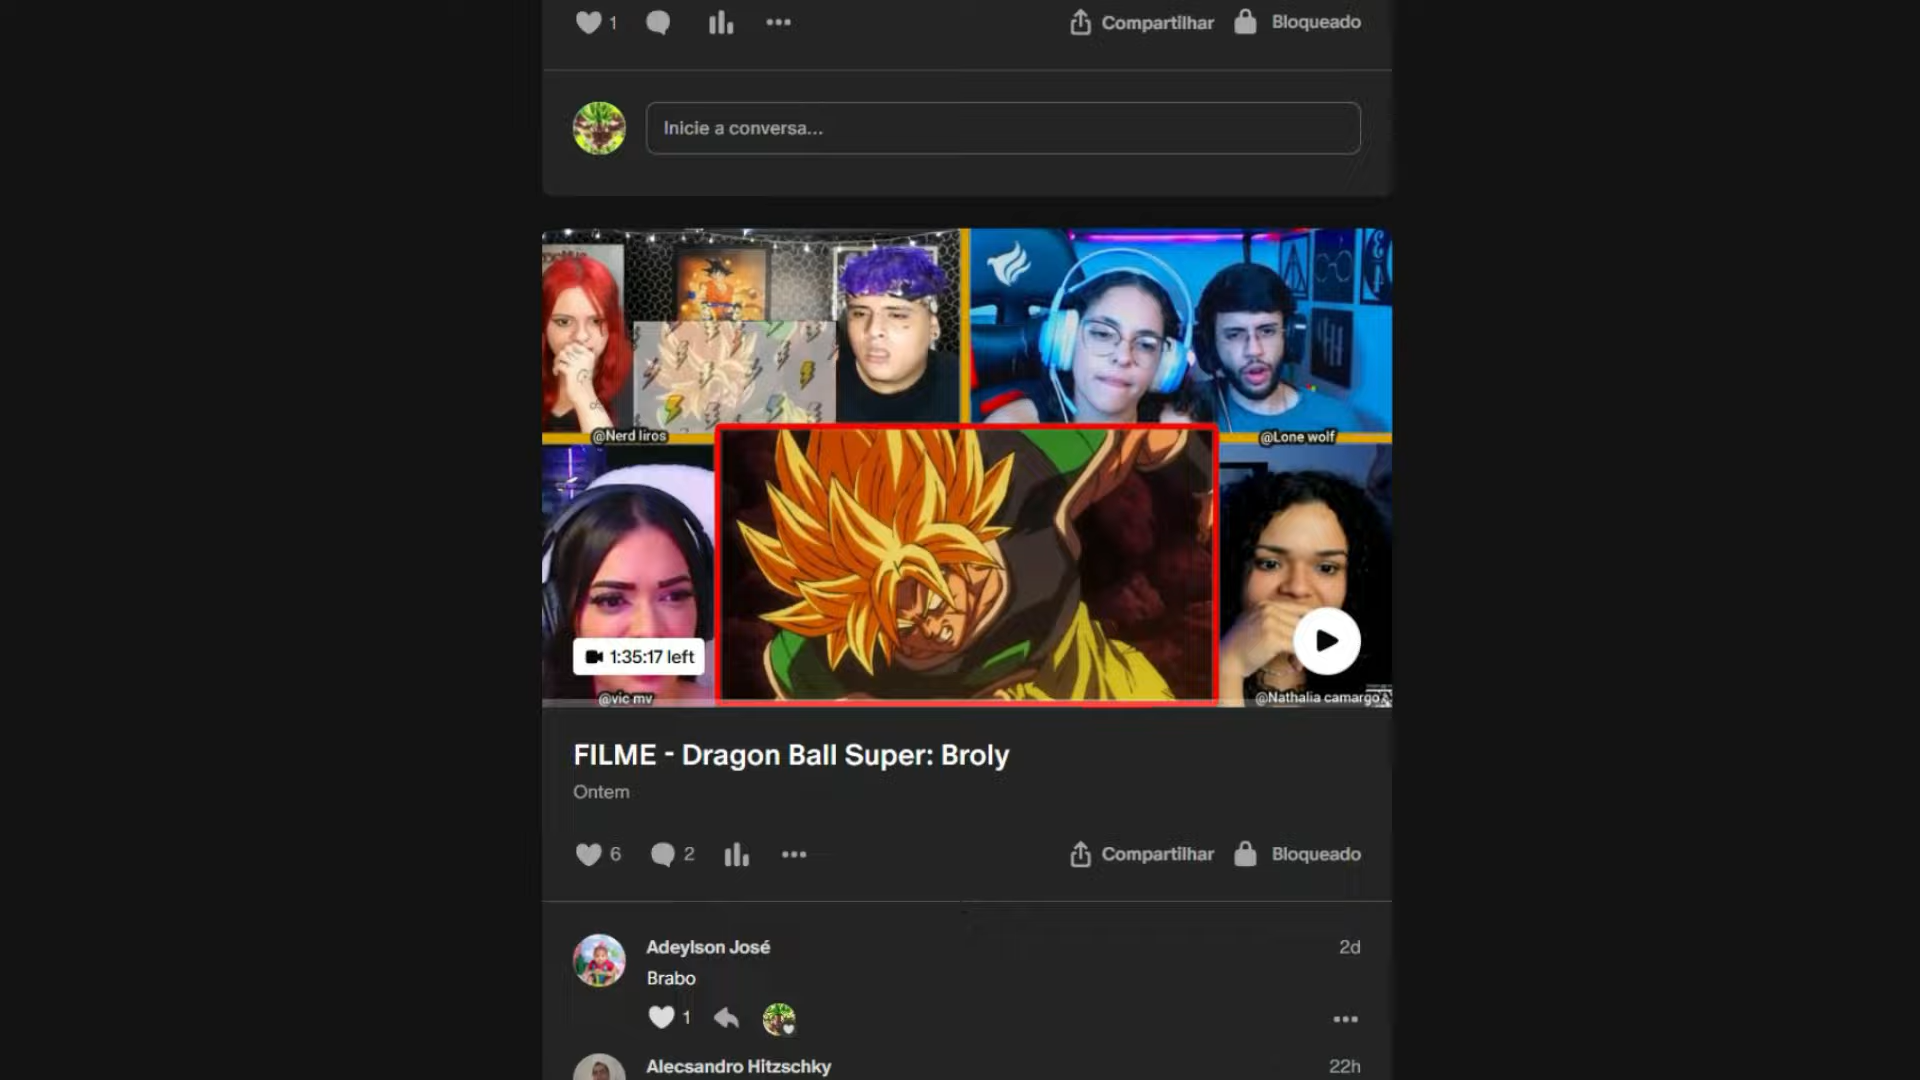 1
Compartilhar
Bloqueado
Inicie a conversa...
@Nerd liros
@Lone wolf
1:35:17 left
@vic mv
@Nathalia camargo
FILME - Dragon Ball Super: Broly
Ontem
6
2
Compartilhar
Bloqueado
Adeylson José
2d
Brabo
1
Alecsandro Hitzschky
22h